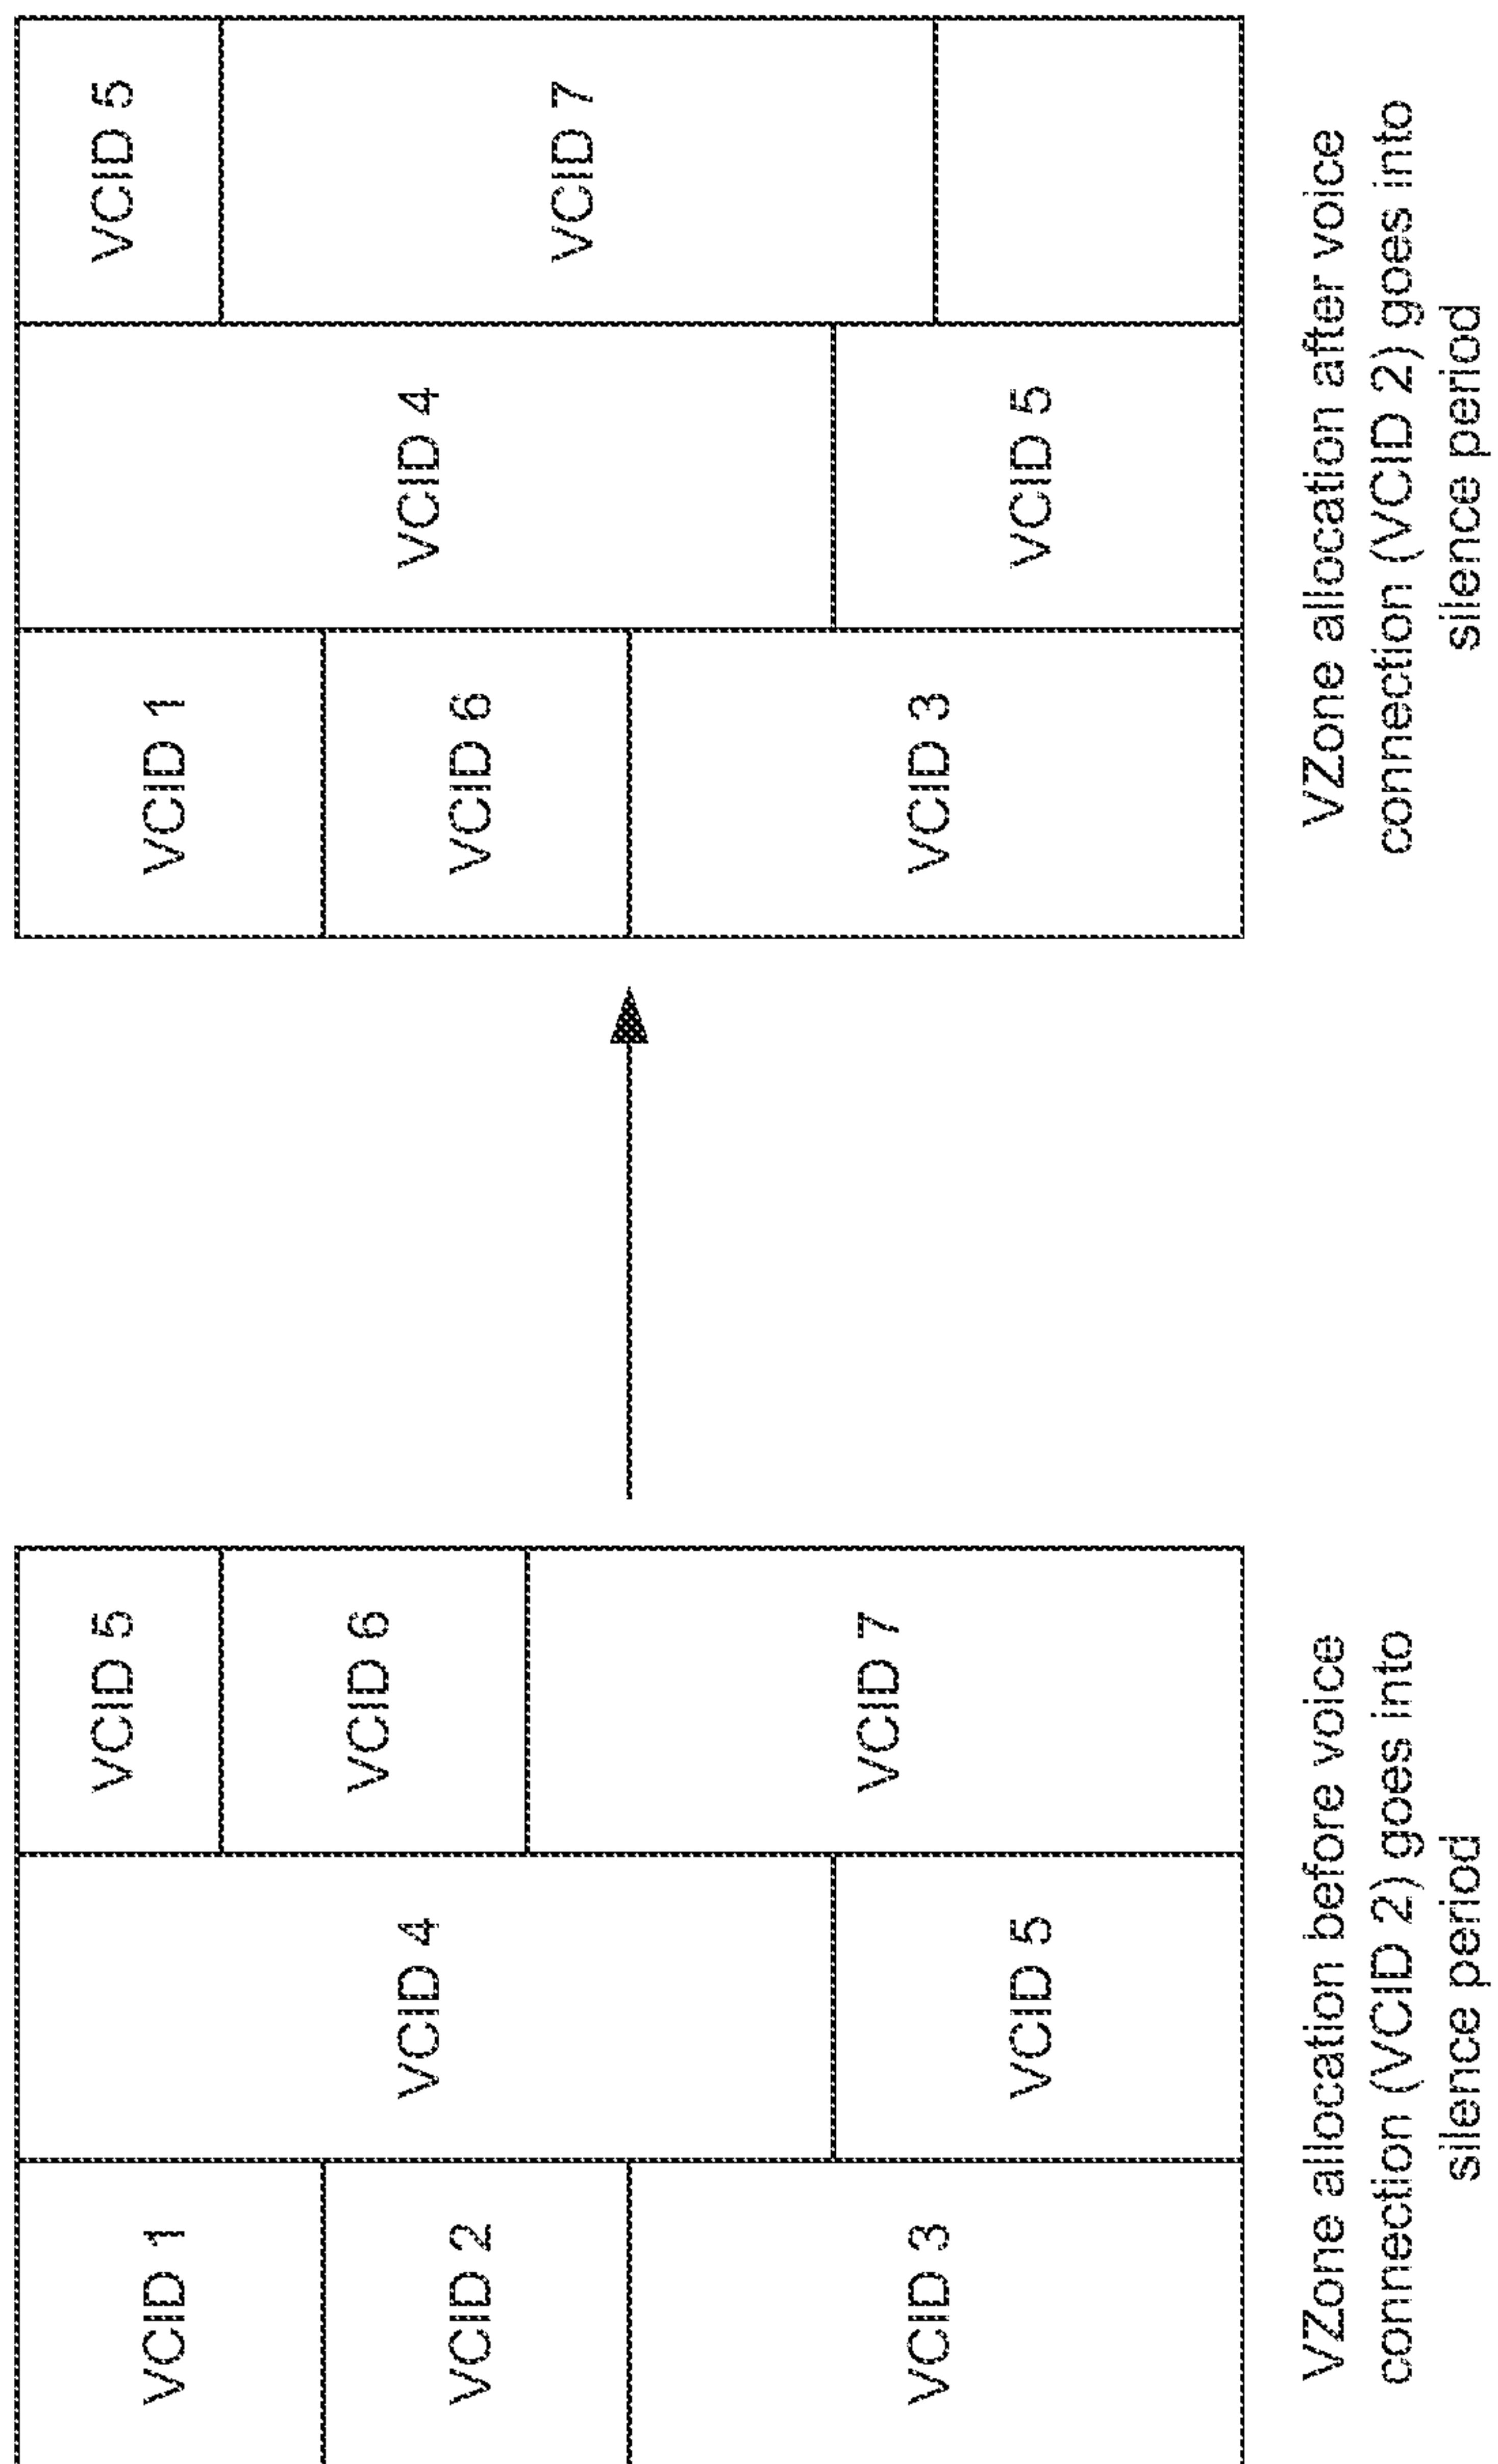 VCID 1
VCID 2
VCID 3
VCID 4
VCID 5
VCID 5
VCID 6
VCID 7
VZone allocation before voice
connection (VCID 2) goes into
silence period
VCID 1
VCID 6
VCID 3
VCID 4
VCID 5
VCID 5
VCID 7
VZone allocation after voice
connection (VCID 2) goes into
silence period